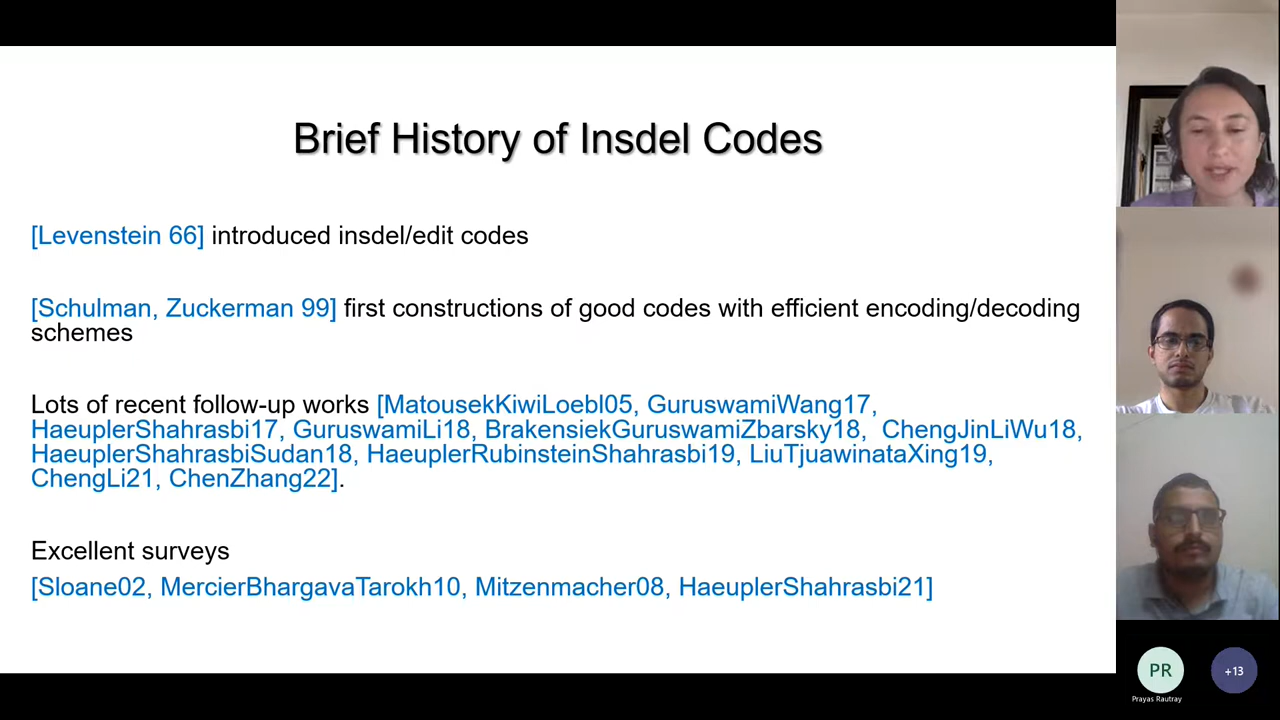 Brief History of Insdel Codes
[Levenstein 66] introduced insdel/edit codes
[Schulman, Zuckerman 99] first constructions of good codes with efficient encoding/decoding
schemes
Lots of recent follow-up works [MatousekKiwiLoebl05, GuruswamiWang17,
HaeuplerShahrasbi17, GuruswamiLi18, BrakensiekGuruswamiZbarsky18, ChengJinLiWu18,
HaeuplerShahrasbiSudan18, HaeuplerRubinsteinShahrasbi19, LiuTjuawinataXing19,
ChengLi21, ChenZhang22].
Excellent surveys
[Sloane02, MercierBhargavaTarokh10, Mitzenmacher08, HaeuplerShahrasbi21]
PR
+13
Prayas Rautray